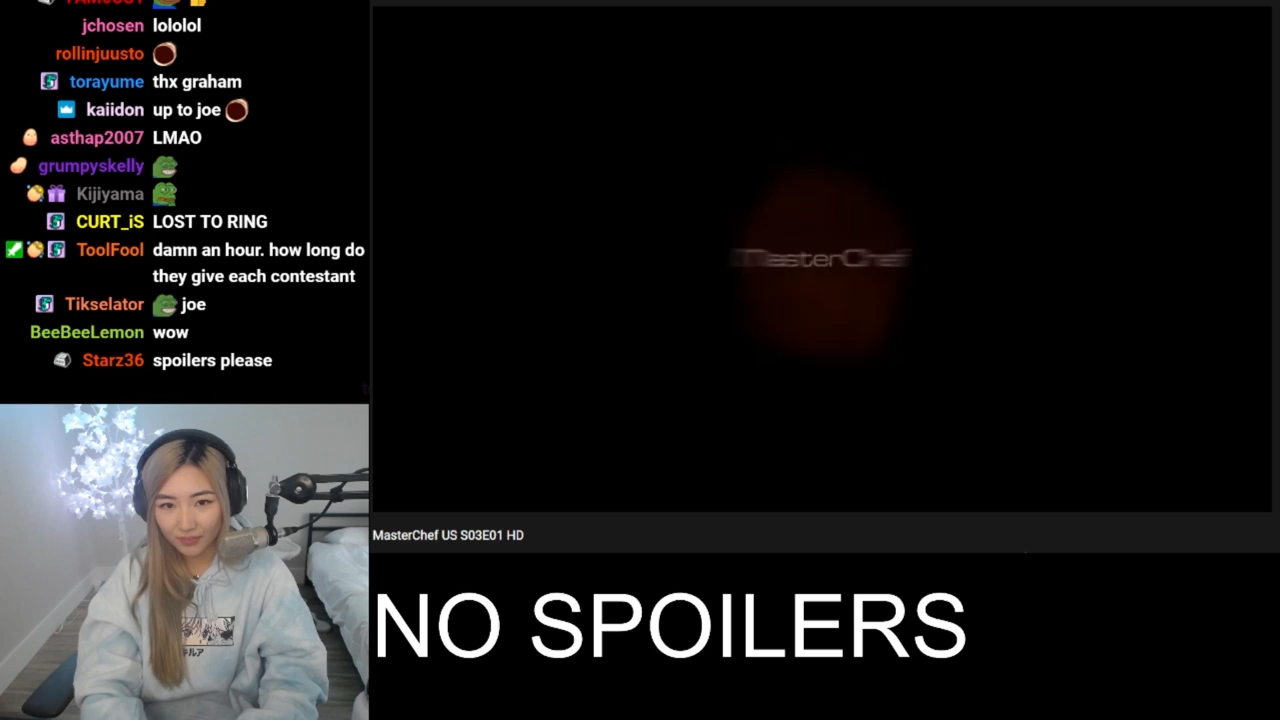 jchosen lololol
rollinjuusto
torayume thx graham
kaiidon up to joe
asthap2007 LMAO
grumpyskelly
Kijiyama
CURT_iS LOST TO RING
ToolFool damn an hour. how long do
they give each contestant
Tikselator joe
BeeBeeLemon wow
Starz36 spoilers please
MasterChef
MasterChef US S03E01 HD
NO SPOILERS
ルア